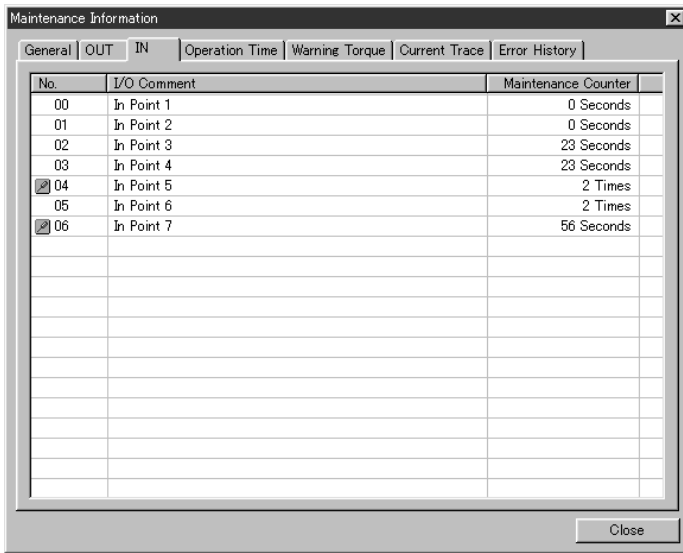 Maintenance Information
General OUT IN Operation Time Warning Torque Current Trace Error History
No. I/O Comment Maintenance Counter
00 In Point 1 0 Seconds
01 In Point 2 0 Seconds
02 In Point 3 23 Seconds
03 In Point 4 23 Seconds
04 In Point 5 2 Times
05 In Point 6 2 Times
06 In Point 7 56 Seconds
Close